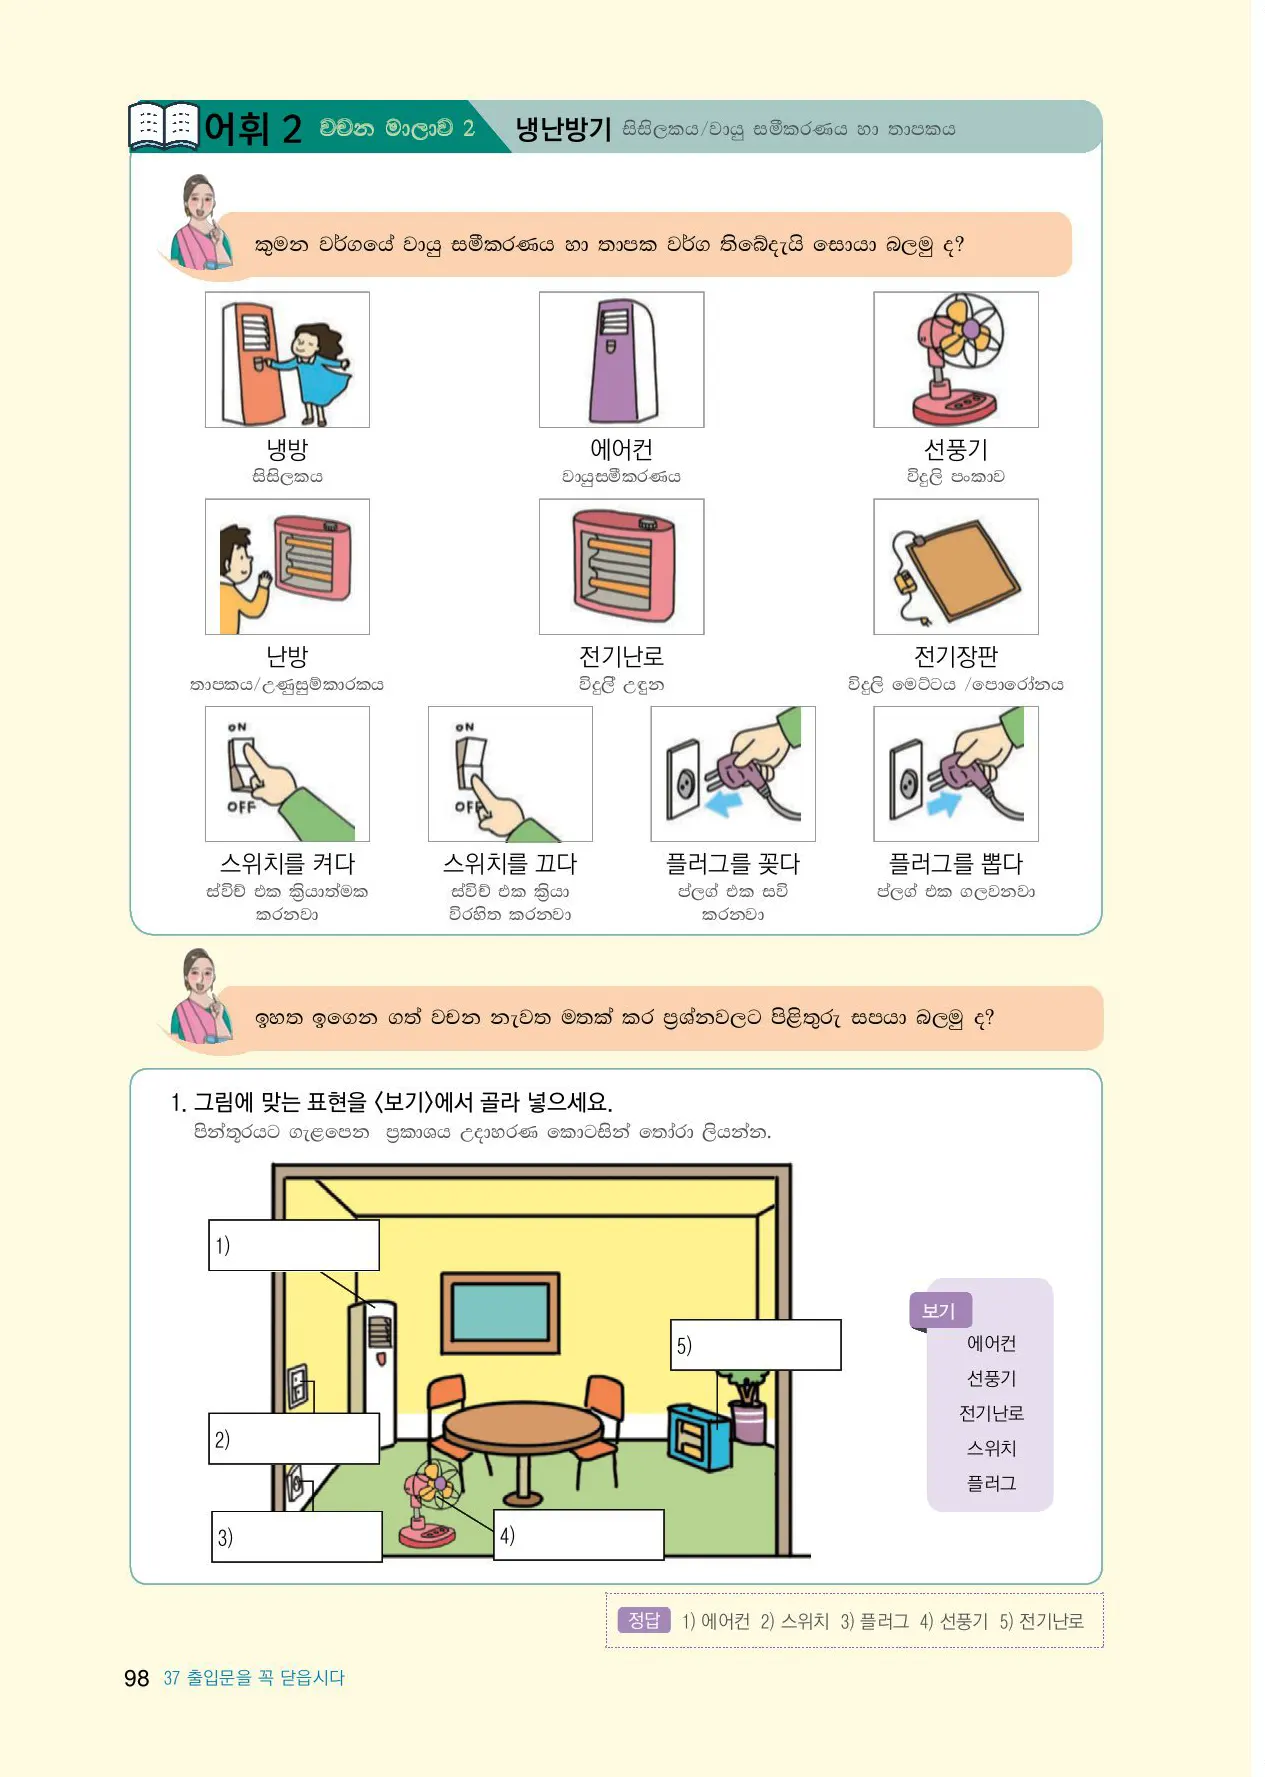 어휘 2 වචන මාලාව 2 냉난방기 සිසිලකය/වායු සමීකරණය හා තාපකය
කුමන වර්ගයේ වායු සමීකරණය හා තාපක වර්ග තිබේදැයි සොයා බලමු ද?
냉방 에어컨 선풍기
සිසිලකය වායුසමීකරණය විදුලි පංකාව
난방 전기난로 전기장판
තාපකය/උණුසුම්කාරකය විදුලි උඳුන විදුලි මෙට්ටය /පොරෝනය
ON ON
OFF OFF
스위치를 켜다 스위치를 끄다 플러그를 꽂다 플러그를 뽑다
ස්විච් එක ක්‍රියාත්මක ස්විච් එක ක්‍රියා ප්ලග් එක සවි ප්ලග් එක ගලවනවා
කරනවා විරහිත කරනවා කරනවා
ඉහත ඉගෙන ගත් වචන නැවත මතක් කර ප්‍රශ්නවලට පිළිතුරු සපයා බලමු ද?
1. 그림에 맞는 표현을 〈보기〉에서 골라 넣으세요.
පින්තූරයට ගැළපෙන ප්‍රකාශය උදාහරණ කොටසින් තෝරා ලියන්න.
1)
2)
3)
4)
5)
보기
에어컨
선풍기
전기난로
스위치
플러그
정답 1) 에어컨 2) 스위치 3) 플러그 4) 선풍기 5) 전기난로
98 37 출입문을 꼭 닫읍시다